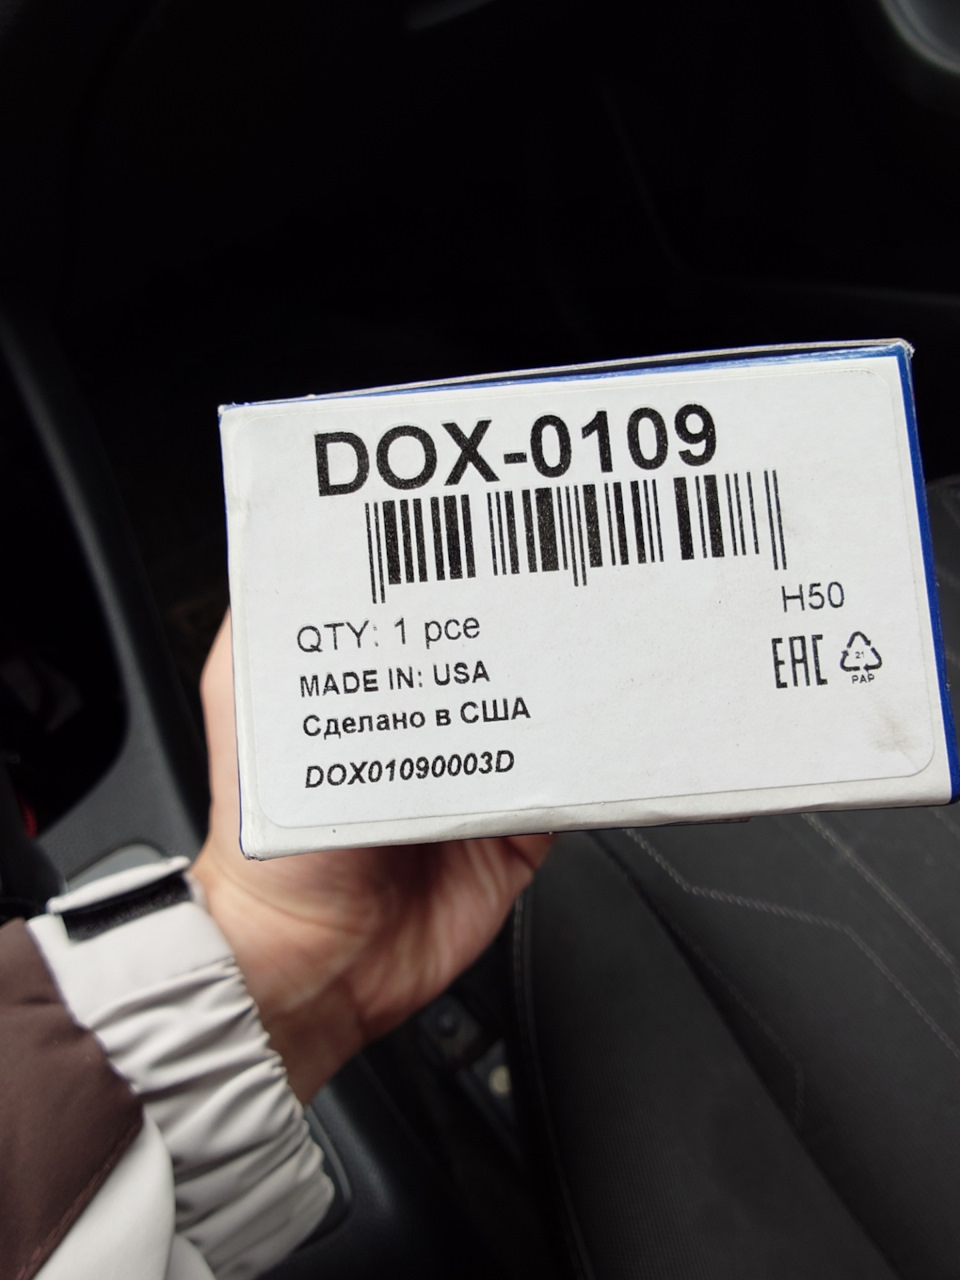 DOX-0109
QTY: 1 pce
H50
MADE IN: USA
EAC
21
PAP
Сделано в США
DOX01090003D